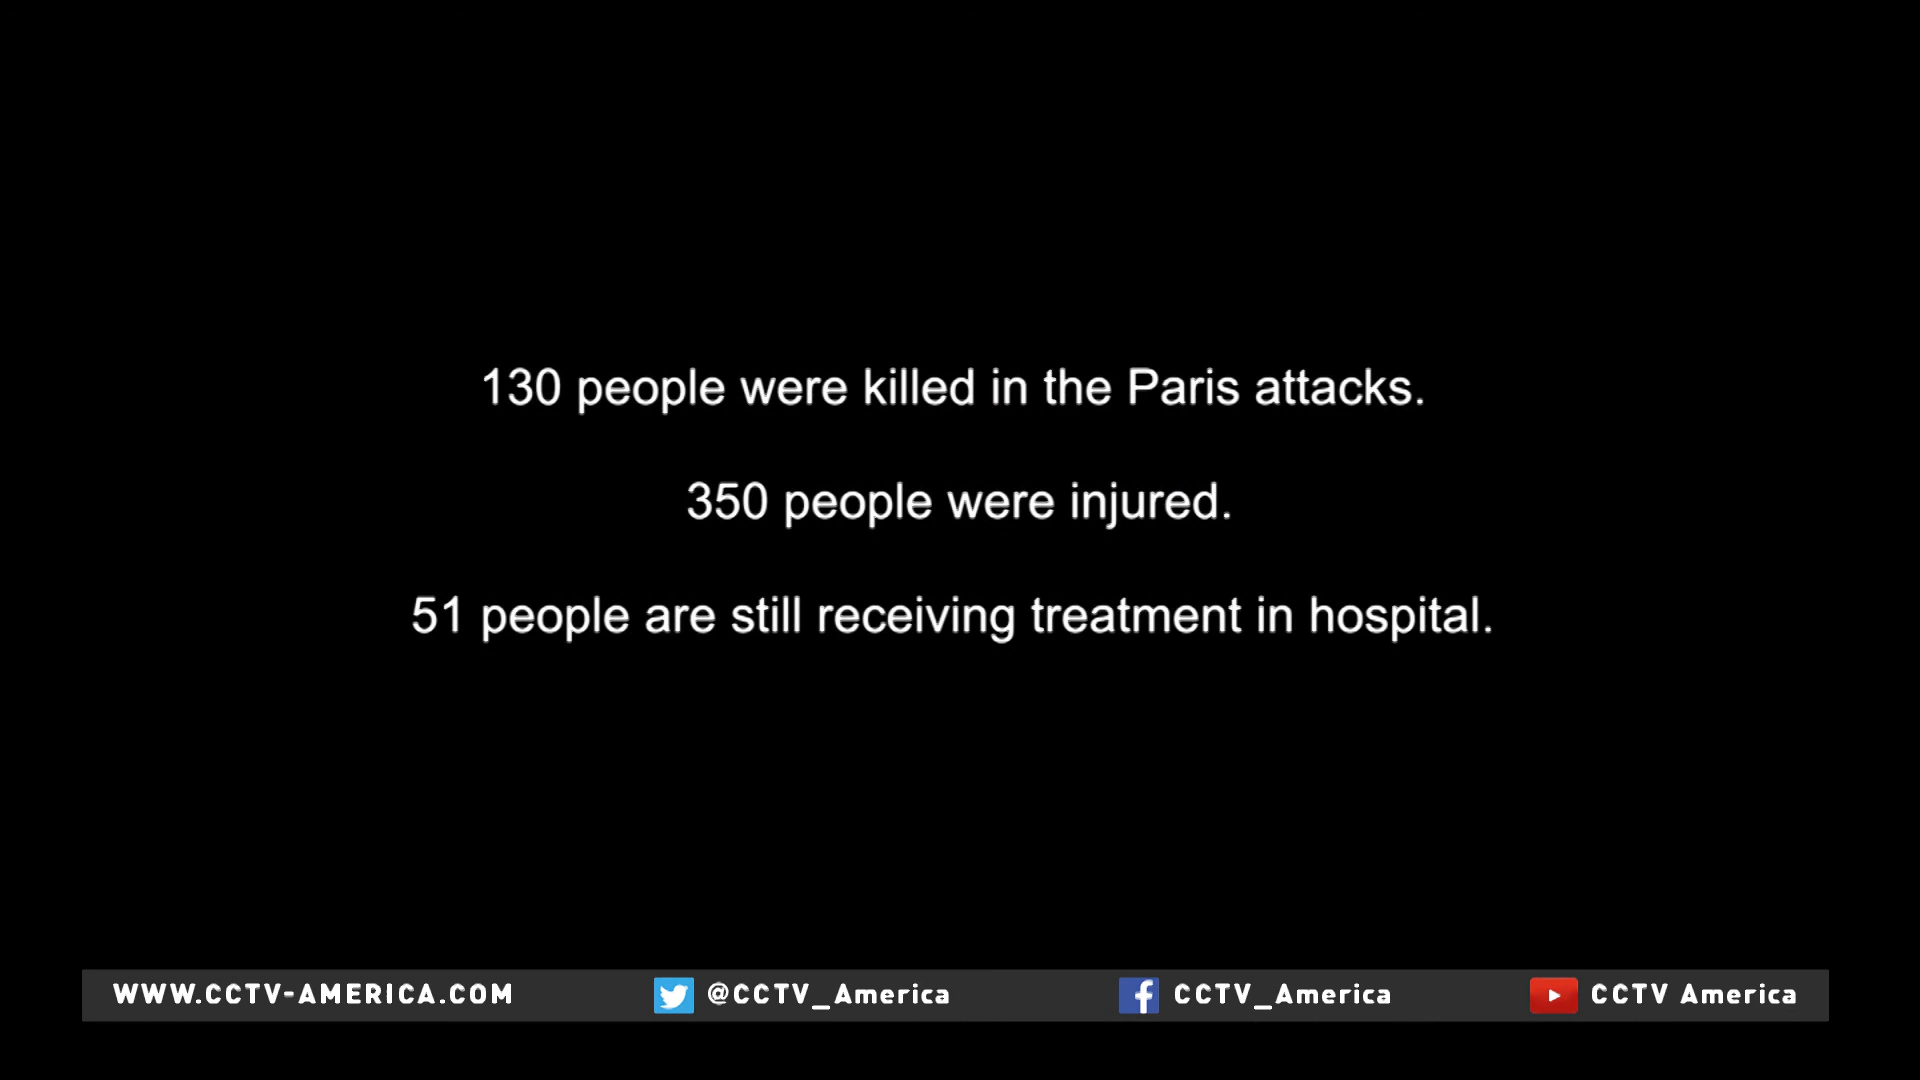 130 people were killed in the Paris attacks.
350 people were injured.
51 people are still receiving treatment in hospital.
WWW.CCTV-AMERICA.COM @CCTV_America CCTV_America CCTV America